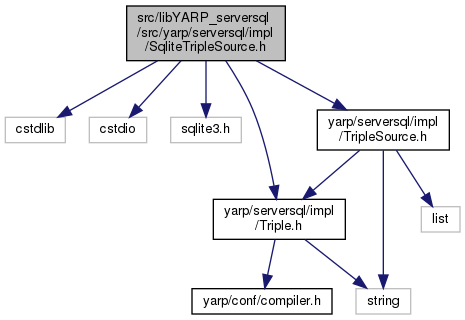 src/libYARP_serversql
/src/yarp/serversql/impl
/SqliteTripleSource.h
cstdlib
cstdio
sqlite3.h
yarp/serversql/impl
/TripleSource.h
yarp/serversql/impl
/Triple.h
list
yarp/conf/compiler.h
string